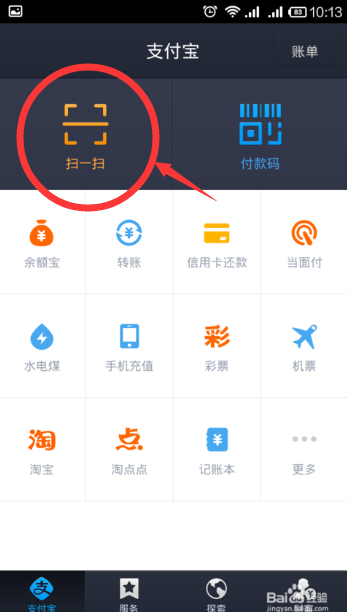 83 10:13
支付宝
账单
扫一扫
付款码
余额宝
转账
信用卡还款
当面付
水电煤
手机充值
彩
彩票
机票
淘
淘宝
点
淘点点
记账本
更多
支
支付宝
服务
探索
Baidu经验
jingyan.baidu.com